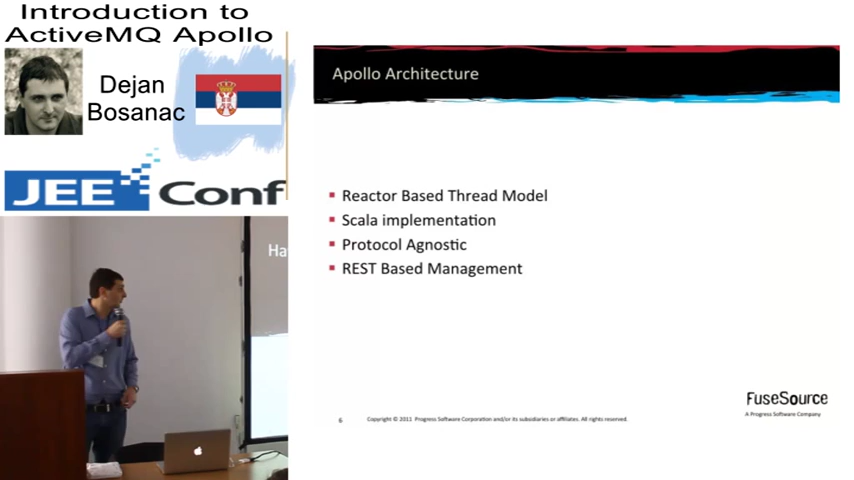 Introduction to
ActiveMQ Apollo
Dejan
Bosanac
JEE Conf
Ha
Apollo Architecture
Reactor Based Thread Model
Scala implementation
Protocol Agnostic
REST Based Management
FuseSource
A Progress Software Company
6
Copyright © 2011 Progress Software Corporation and/or its subsidiaries or affiliates. All rights reserved.